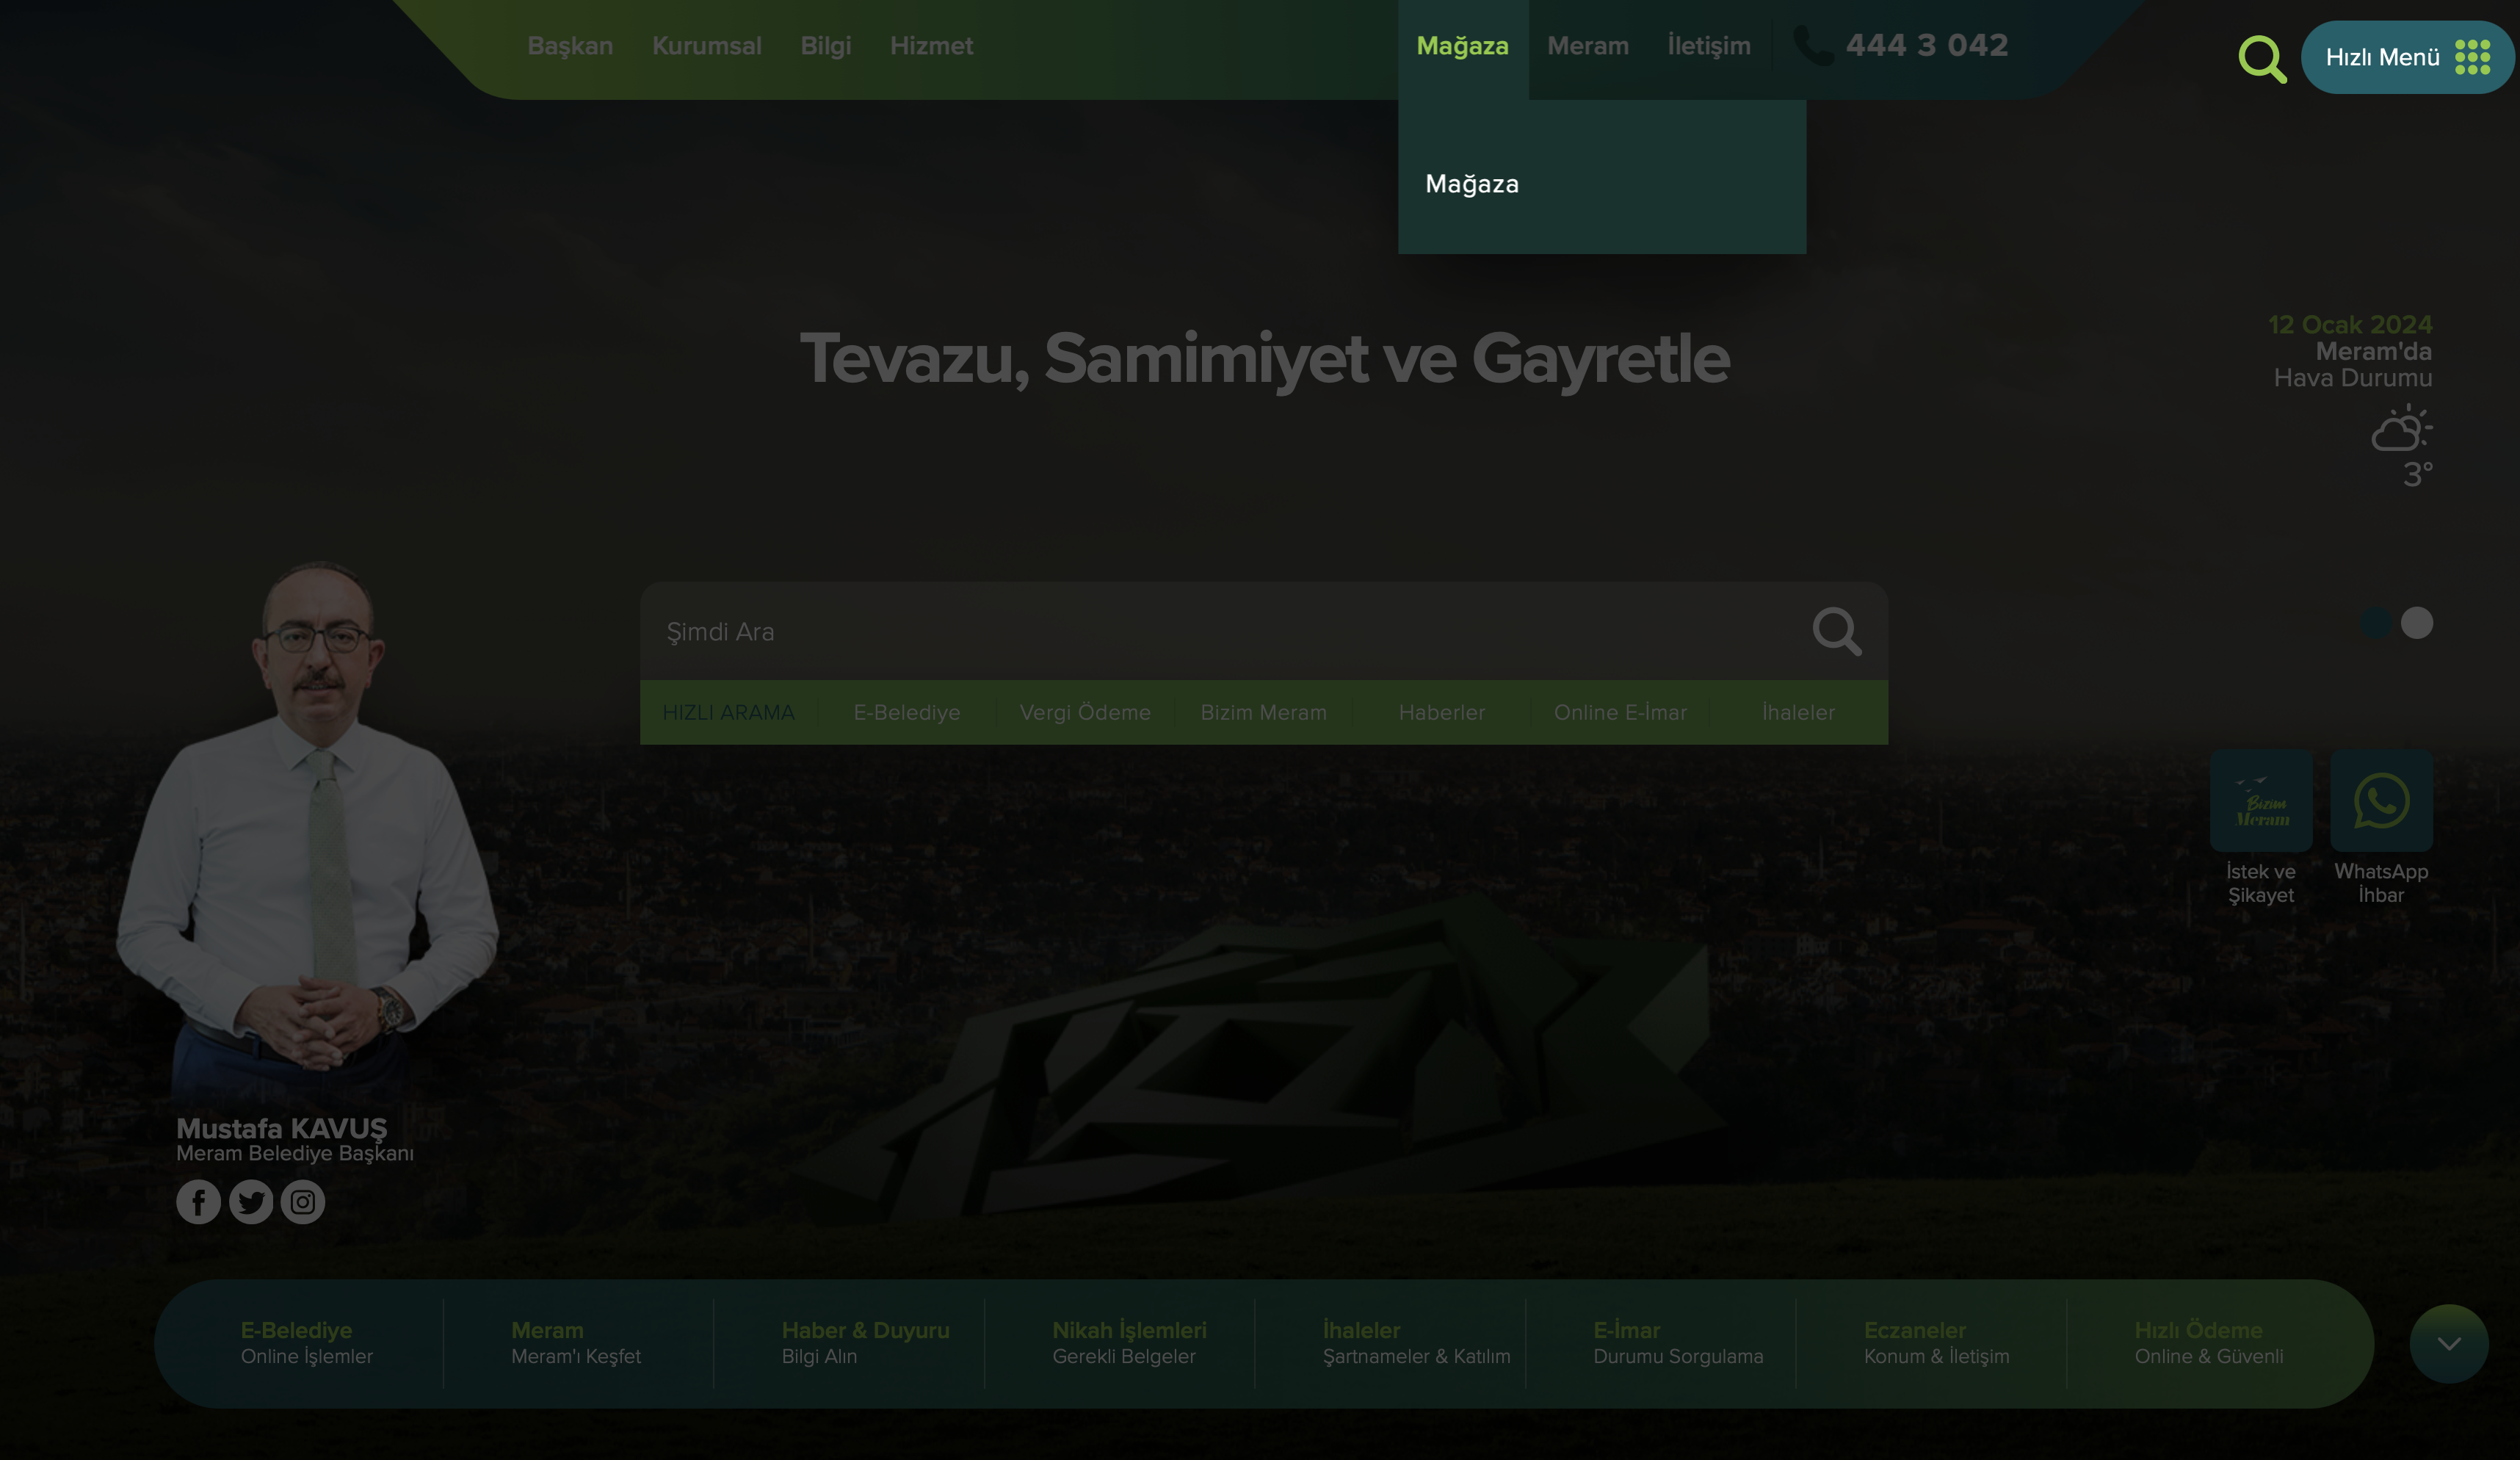 Başkan Kurumsal Bilgi Hizmet Mağaza Meram İletişim 444 3 042
Hızlı Menü
Mağaza
Tevazu, Samimiyet ve Gayretle
12 Ocak 2024
Meram'da
Hava Durumu
3°
Şimdi Ara
HIZLI ARAMA E-Belediye Vergi Ödeme Bizim Meram Haberler Online E-İmar İhaleler
Bizim
Meram
İstek ve
Şikayet
WhatsApp
İhbar
Mustafa KAVUŞ
Meram Belediye Başkanı
E-Belediye
Online İşlemler
Meram
Meram'ı Keşfet
Haber & Duyuru
Bilgi Alın
Nikah İşlemleri
Gerekli Belgeler
İhaleler
Şartnameler & Katılım
E-İmar
Durumu Sorgulama
Eczaneler
Konum & İletişim
Hızlı Ödeme
Online & Güvenli